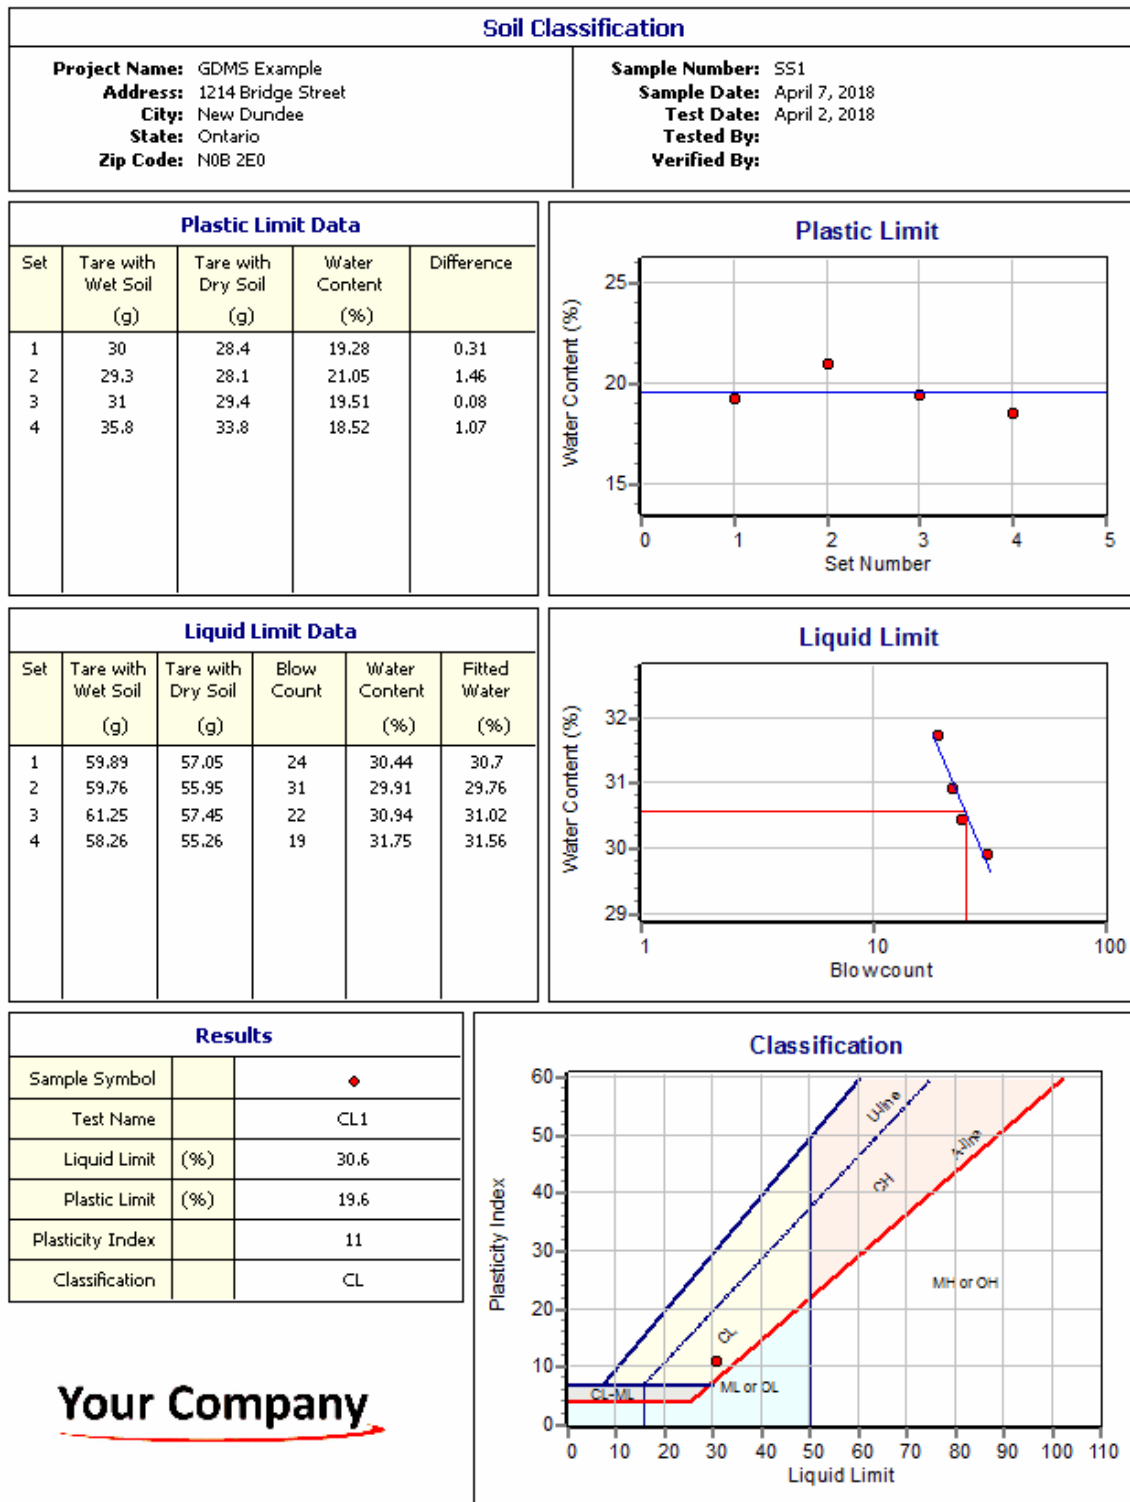 Soil Classification
Project Name: GDMS Example
Address: 1214 Bridge Street
City: New Dundee
State: Ontario
Zip Code: N0B 2E0
Sample Number: SS1
Sample Date: April 7, 2018
Test Date: April 2, 2018
Tested By:
Verified By:
Plastic Limit Data
Set Tare with Wet Soil (g) Tare with Dry Soil (g) Water Content (%) Difference
1 30 28.4 19.28 0.31
2 29.3 28.1 21.05 1.46
3 31 29.4 19.51 0.08
4 35.8 33.8 18.52 1.07
Plastic Limit
Water Content (%)
25
20
15
0 1 2 3 4 5
Set Number
Liquid Limit Data
Set Tare with Wet Soil (g) Tare with Dry Soil (g) Blow Count Water Content (%) Fitted Water (%)
1 59.89 57.05 24 30.44 30.7
2 59.76 55.95 31 29.91 29.76
3 61.25 57.45 22 30.94 31.02
4 58.26 55.26 19 31.75 31.56
Liquid Limit
Water Content (%)
32
31
30
29
1 10 100
Blowcount
Results
Sample Symbol
Test Name CL1
Liquid Limit (%) 30.6
Plastic Limit (%) 19.6
Plasticity Index 11
Classification CL
Your Company
Classification
Plasticity Index
60
50
40
30
20
10
0
U-line
A-line
CH
MH or OH
CL
ML or OL
CL-ML
0 10 20 30 40 50 60 70 80 90 100 110
Liquid Limit